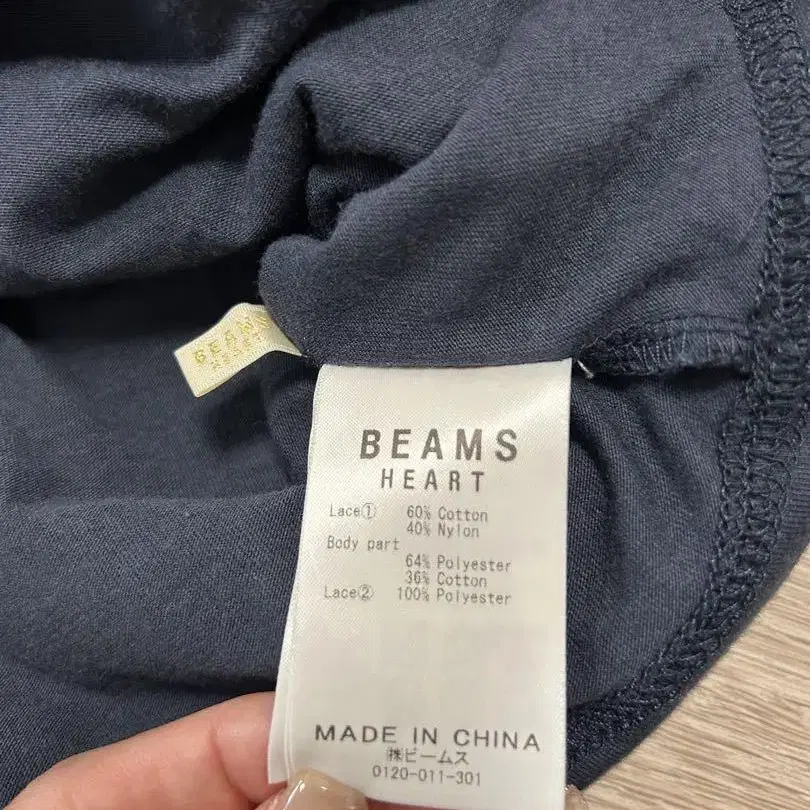 BEAMS
HEART
Lace① 60% Cotton
40% Nylon
Body part
64% Polyester
36% Cotton
Lace② 100% Polyester
MADE IN CHINA
㈱ビームス
0120-011-301